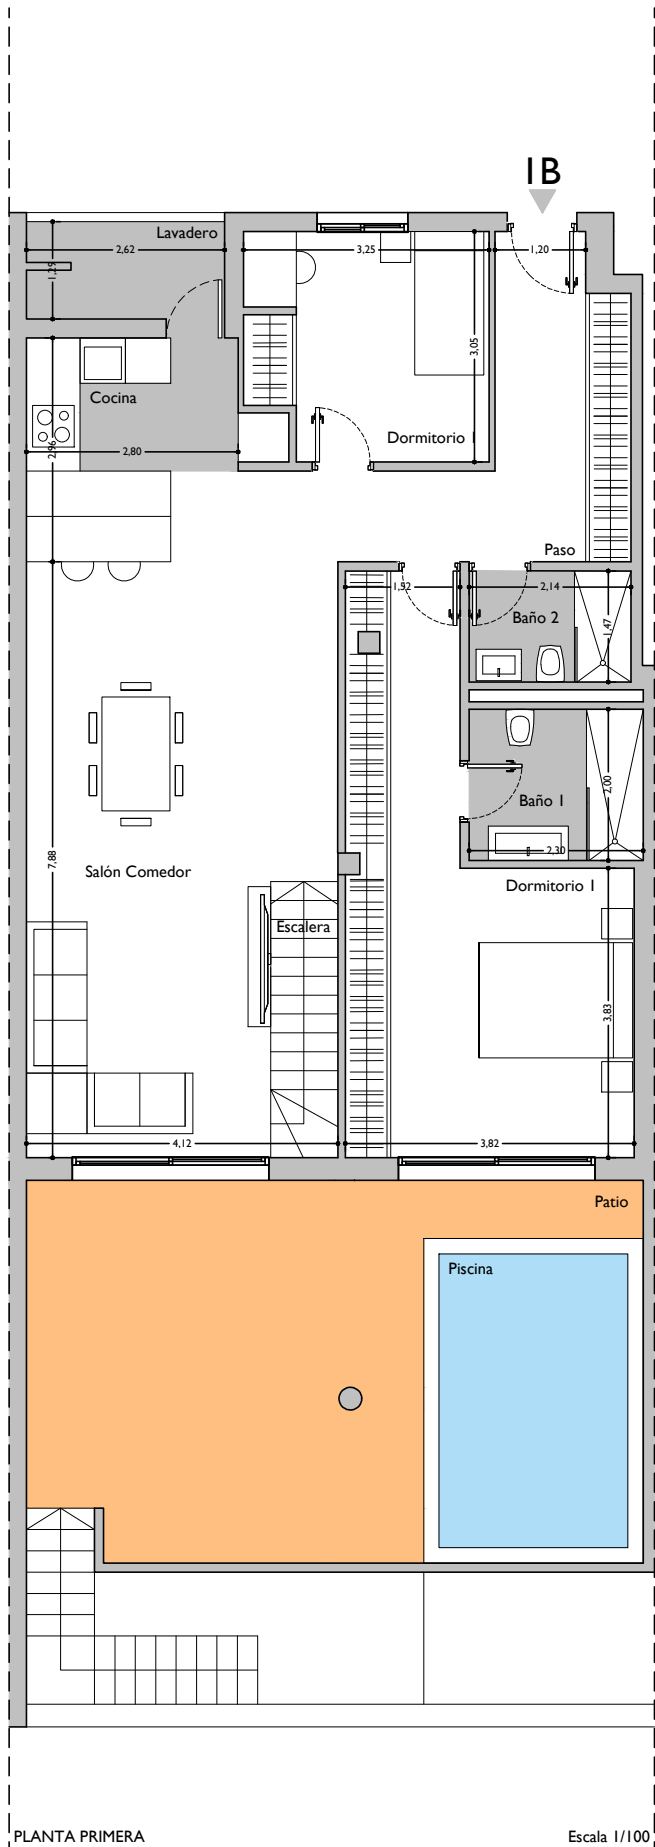 1B
Lavadero
2,62
3,25
1,20
1,29
3,05
Cocina
2,96
2,80
Dormitorio 1
Paso
1,52
2,14
Baño 2
1,47
Baño 1
2,00
2,30
7,88
Salón Comedor
Dormitorio 1
Escalera
3,83
4,12
3,82
Patio
Piscina
PLANTA PRIMERA
Escala 1/100